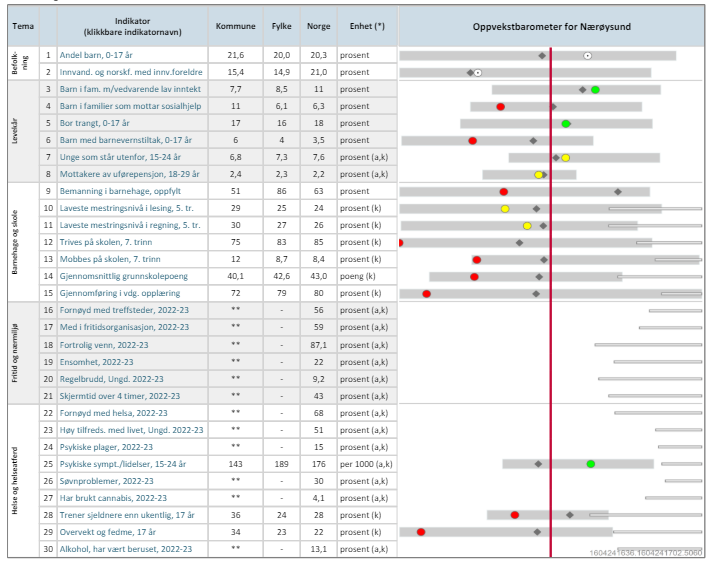 Tema Indikator (klikkbare indikatornavn) Kommune Fylke Norge Enhet (*) Oppvekstbarometer for Nærøysund
Befolk-
ning
1 Andel barn, 0-17 år 21,6 20,0 20,3 prosent
2 Innvand. og norskf. med innv.foreldre 15,4 14,9 21,0 prosent
Levekår
3 Barn i fam. m/vedvarende lav inntekt 7,7 8,5 11 prosent
4 Barn i familier som mottar sosialhjelp 11 6,1 6,3 prosent
5 Bor trangt, 0-17 år 17 16 18 prosent
6 Barn med barnevernstiltak, 0-17 år 6 4 3,5 prosent
7 Unge som står utenfor, 15-24 år 6,8 7,3 7,6 prosent (a,k)
8 Mottakere av uførepensjon, 18-29 år 2,4 2,3 2,2 prosent (a,k)
Barnehage og skole
9 Bemanning i barnehage, oppfylt 51 86 63 prosent
10 Laveste mestringsnivå i lesing, 5. tr. 29 25 24 prosent (k)
11 Laveste mestringsnivå i regning, 5. tr. 30 27 26 prosent (k)
12 Trives på skolen, 7. trinn 75 83 85 prosent (k)
13 Mobbes på skolen, 7. trinn 12 8,7 8,4 prosent (k)
14 Gjennomsnittlig grunnskolepoeng 40,1 42,6 43,0 poeng (k)
15 Gjennomføring i vdg. opplæring 72 79 80 prosent (k)
Fritid og nærmiljø
16 Fornøyd med treffsteder, 2022-23 ** - 56 prosent (a,k)
17 Med i fritidsorganisasjon, 2022-23 ** - 59 prosent (a,k)
18 Fortrolig venn, 2022-23 ** - 87,1 prosent (a,k)
19 Ensomhet, 2022-23 ** - 22 prosent (a,k)
20 Regelbrudd, Ungd. 2022-23 ** - 9,2 prosent (a,k)
21 Skjermtid over 4 timer, 2022-23 ** - 43 prosent (a,k)
Helse og helseatferd
22 Fornøyd med helsa, 2022-23 ** - 68 prosent (a,k)
23 Høy tilfreds. med livet, Ungd. 2022-23 ** - 51 prosent (a,k)
24 Psykiske plager, 2022-23 ** - 15 prosent (a,k)
25 Psykiske sympt./lidelser, 15-24 år 143 189 176 per 1000 (a,k)
26 Søvnproblemer, 2022-23 ** - 30 prosent (a,k)
27 Har brukt cannabis, 2022-23 ** - 4,1 prosent (a,k)
28 Trener sjeldnere enn ukentlig, 17 år 36 24 28 prosent (k)
29 Overvekt og fedme, 17 år 34 23 22 prosent (k)
30 Alkohol, har vært beruset, 2022-23 ** - 13,1 prosent (a,k)
1604241636.1604241702.5060